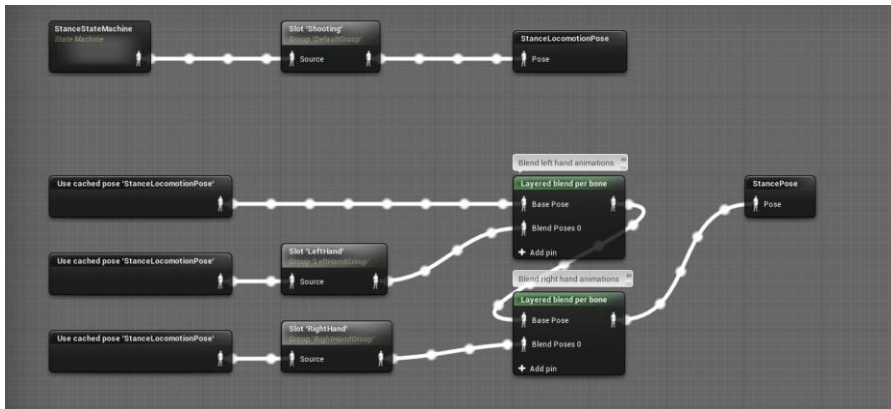 StanceStateMachine
State Machine
Slot 'Shooting'
Group 'DefaultGroup'
Source
StanceLocomotionPose
Pose
Use cached pose 'StanceLocomotionPose'
Blend left hand animations
Layered blend per bone
Base Pose
Blend Poses 0
Add pin
StancePose
Pose
Use cached pose 'StanceLocomotionPose'
Slot 'LeftHand'
Group 'LeftHandGroup'
Source
Blend right hand animations
Layered blend per bone
Base Pose
Blend Poses 0
Add pin
Use cached pose 'StanceLocomotionPose'
Slot 'RightHand'
Group 'RightHandGroup'
Source